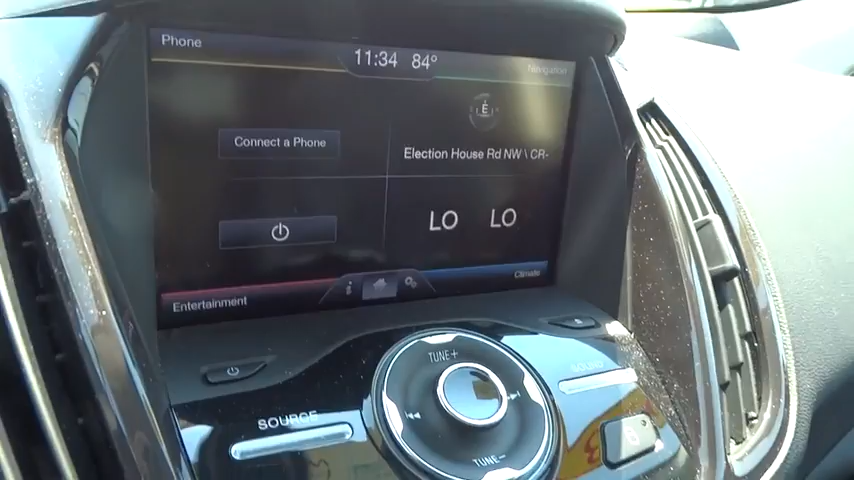 Phone
11:34 84°
Navigation
E
Connect a Phone
Election House Rd NW \ CR-
LO LO
Entertainment
i
Climate
TUNE+
SOUND
SOURCE
TUNE−